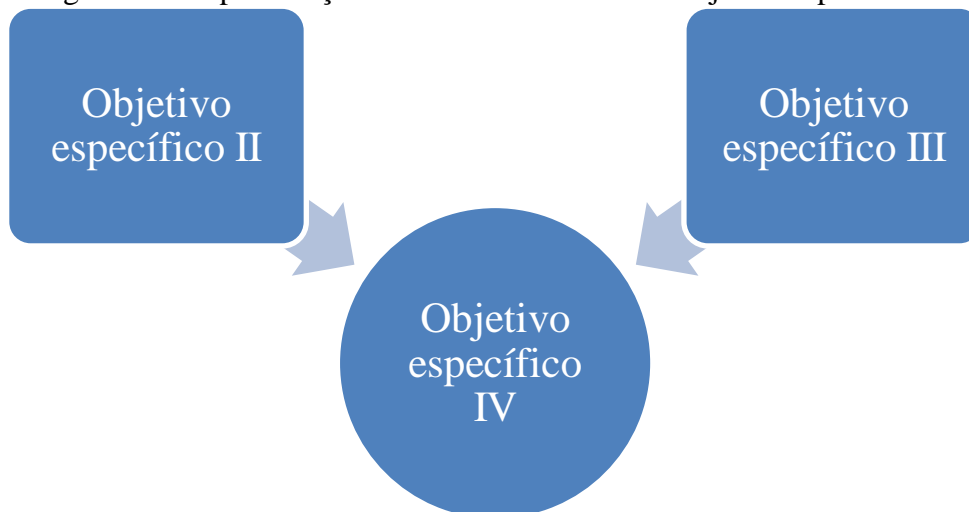 Objetivo
específico II
Objetivo
específico III
Objetivo
específico
IV